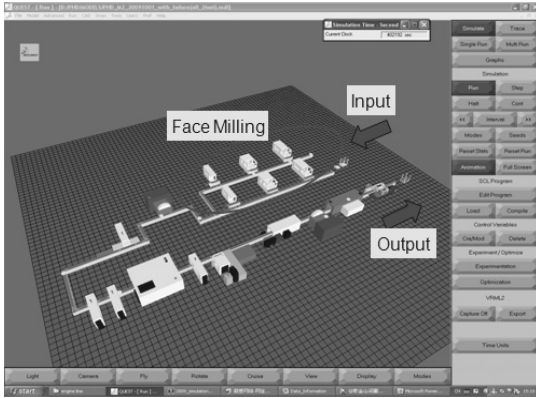 Simulation Time - Second
Current Clock
Simulate Trace
Single Run Multi Run
Graphs
Simulation
Run Step
Halt Cont
<< Interval >>
Modes Seeds
Reset Stats Reset Run
Animation Full Screen
SCL Program
Edit Program
Load Compile
Control Variables
Cre/Mod Delete
Experiment / Optimize
Experimentation
Optimization
VRML2
Capture Off Export
Time Units
Input
Face Milling
Output
Light Camera Fly Rotate Cruise View Display Modes
start